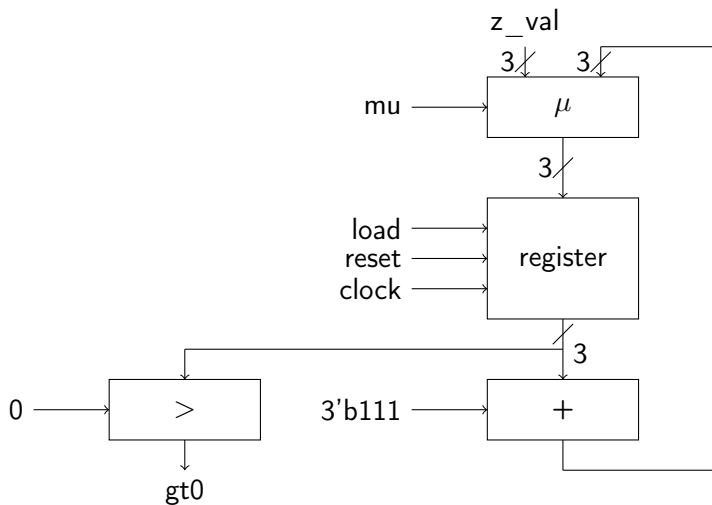 z_val
3
3
mu
μ
3
load
reset
clock
register
3
0
>
3'b111
+
gt0